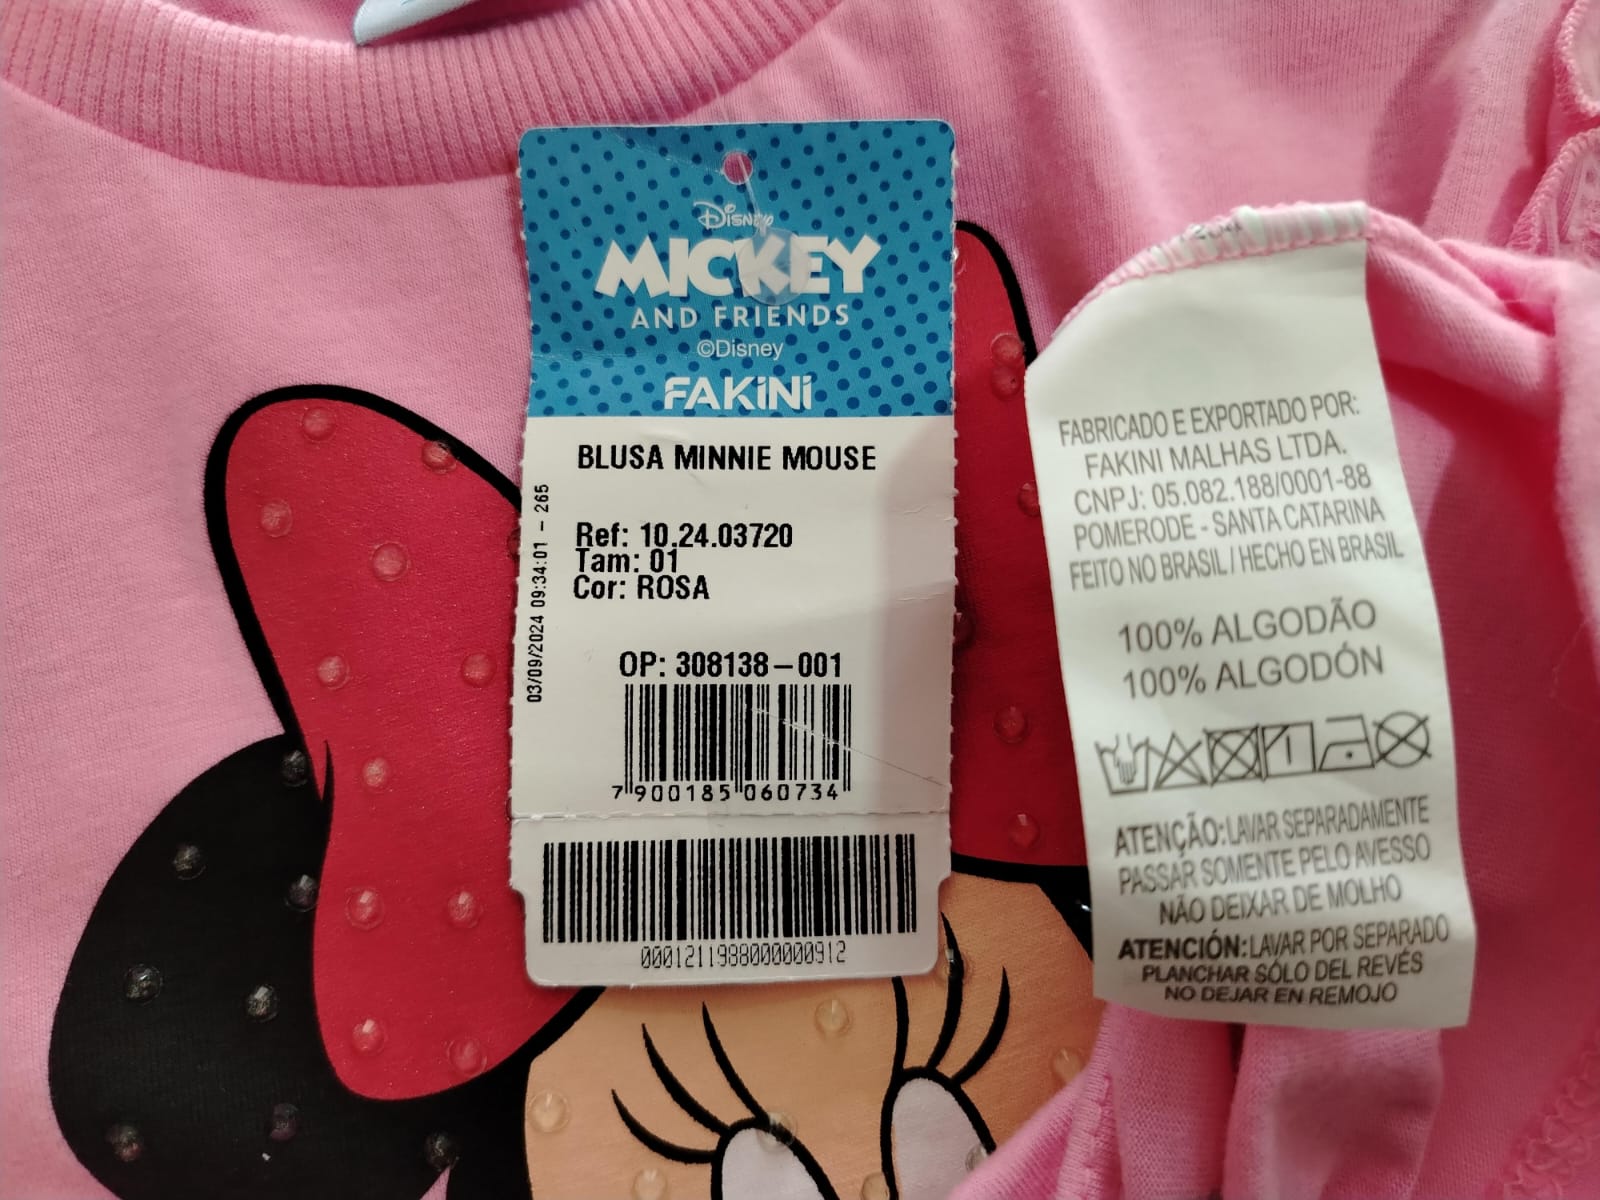 Disney
MICKEY
AND FRIENDS
©Disney
FAKINI
BLUSA MINNIE MOUSE
Ref: 10.24.03720
Tam: 01
Cor: ROSA
03/09/2024 09:34:01 - 265
OP: 308138-001
7 900185 060734
0001211988000000912
FABRICADO E EXPORTADO POR:
FAKINI MALHAS LTDA.
CNPJ: 05.082.188/0001-88
POMERODE - SANTA CATARINA
FEITO NO BRASIL / HECHO EN BRASIL
100% ALGODÃO
100% ALGODÓN
ATENÇÃO: LAVAR SEPARADAMENTE
PASSAR SOMENTE PELO AVESSO
NÃO DEIXAR DE MOLHO
ATENCIÓN: LAVAR POR SEPARADO
PLANCHAR SÓLO DEL REVÉS
NO DEJAR EN REMOJO